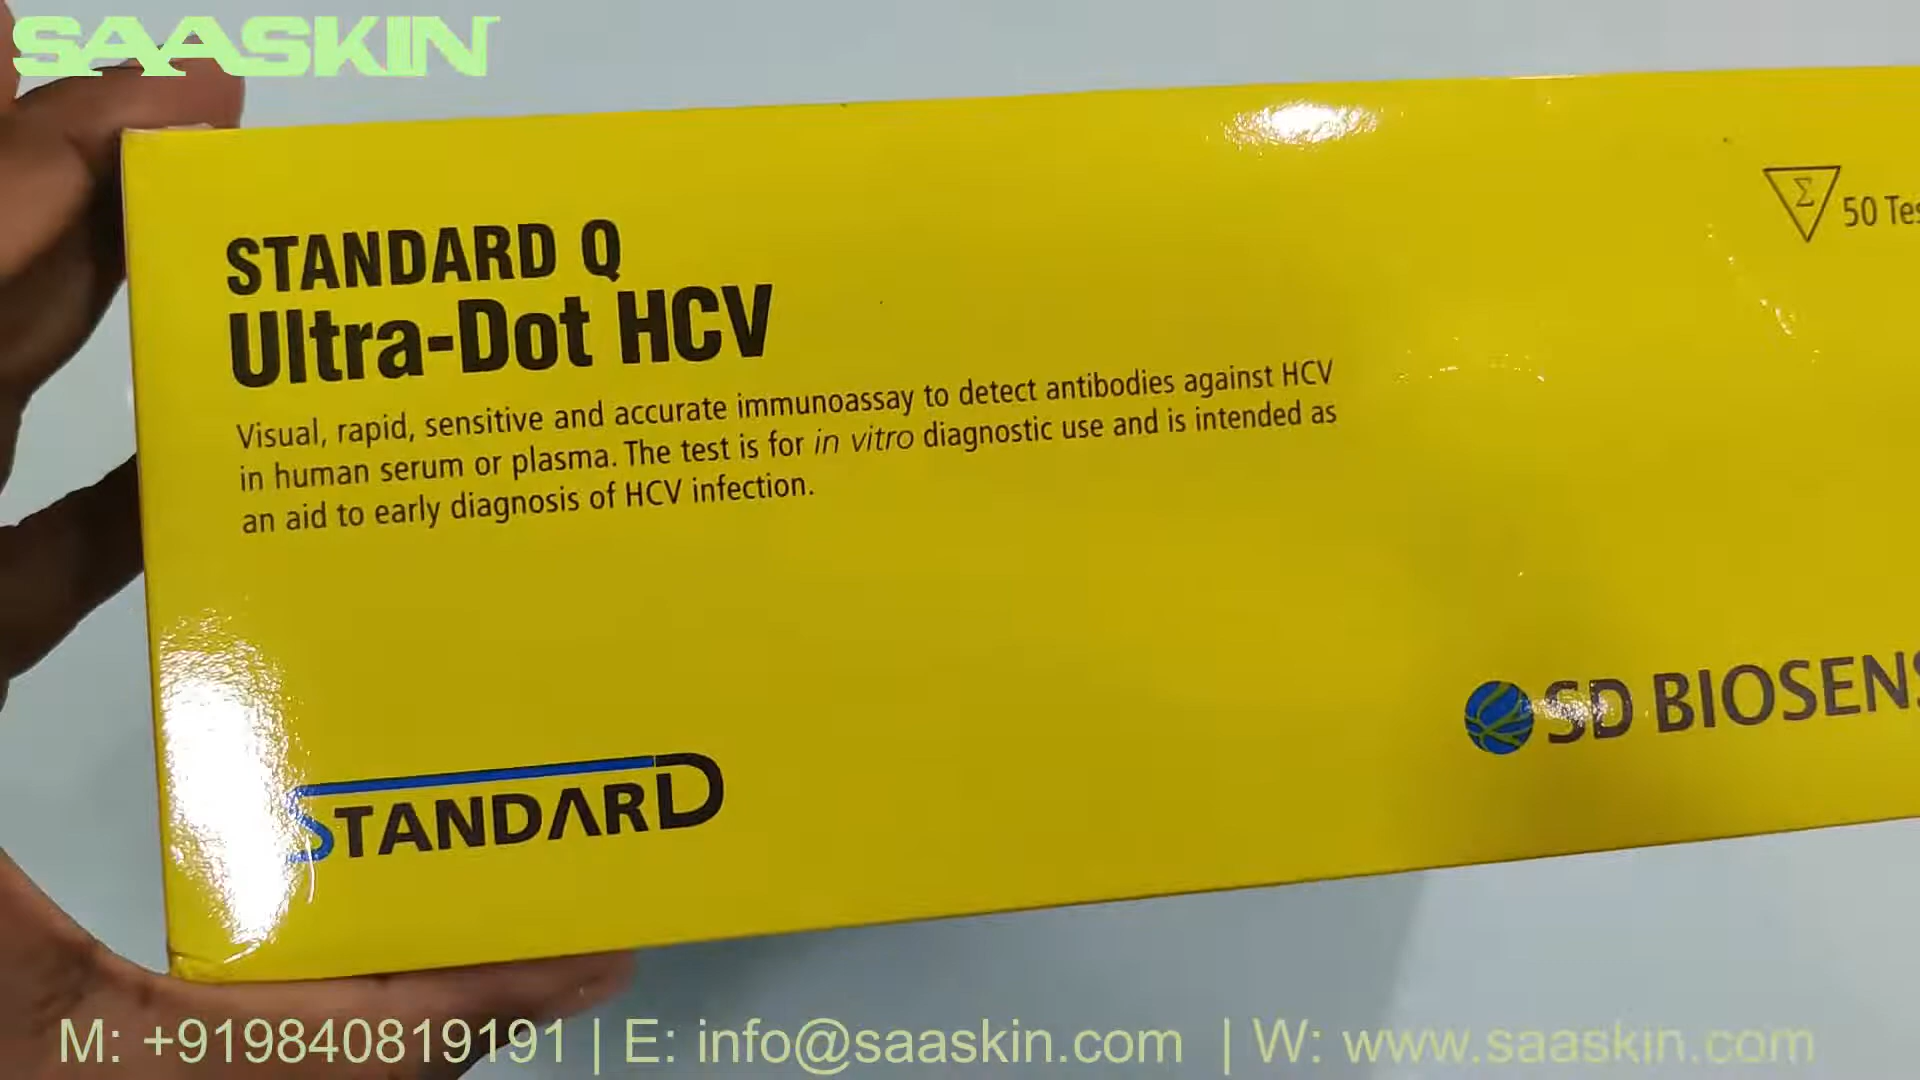 SAASKIN
STANDARD Q
Ultra-Dot HCV
Σ 50
Visual, rapid, sensitive and accurate immunoassay to detect antibodies against HCV
in human serum or plasma. The test is for in vitro diagnostic use and is intended as
an aid to early diagnosis of HCV infection.
SD
STANDARD
M: +919840819191 | E: info@saaskin.com | W: www.saaskin.com